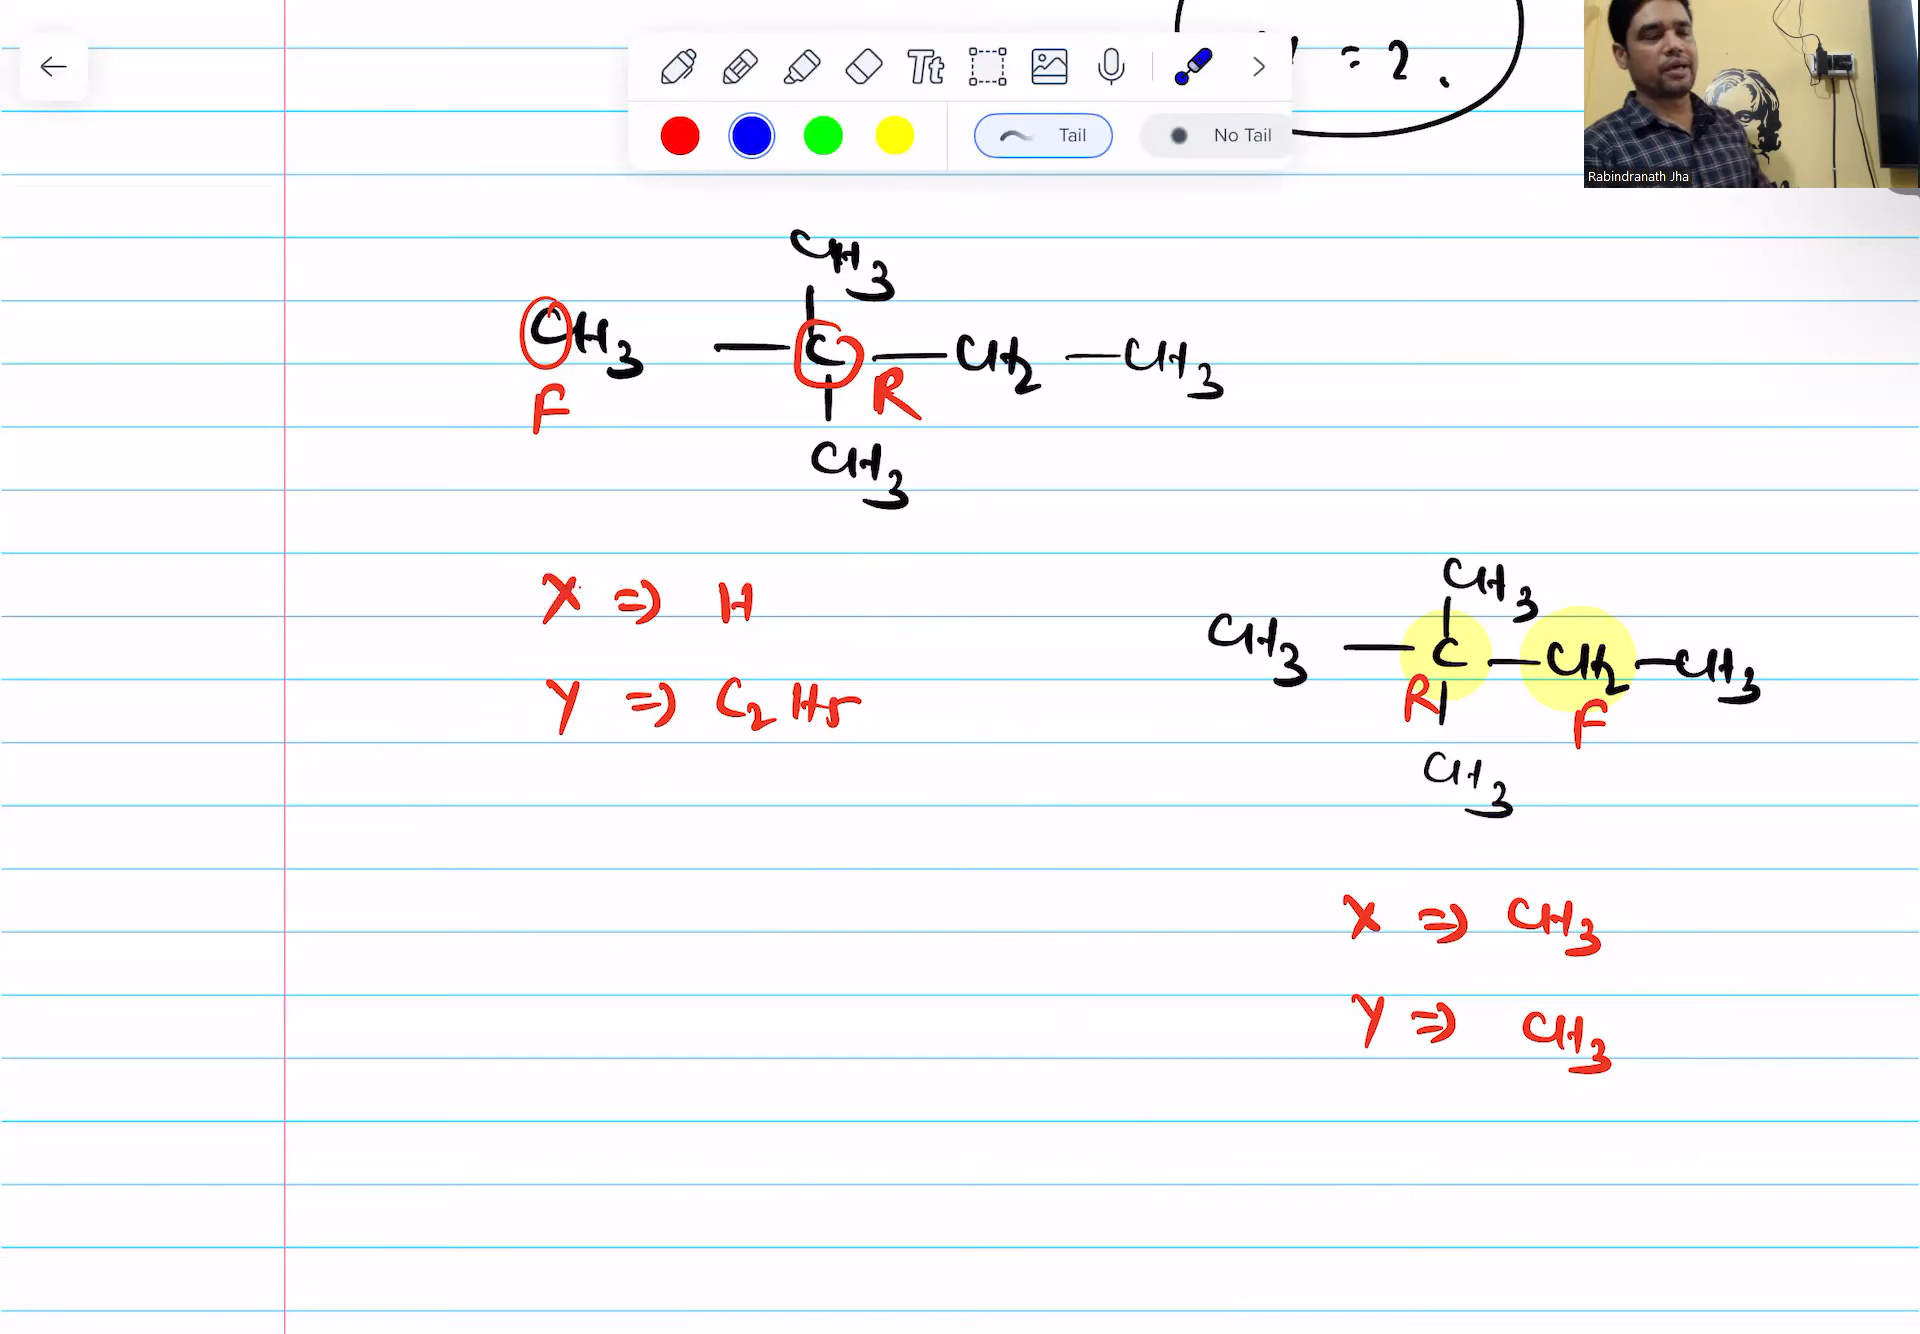 = 2 .
Tt
Tail
No Tail
Rabindranath Jha
CH3
CH3 — C — CH2 — CH3
F R
CH3
X => H
Y => C2H5
CH3
CH3 — C — CH2 — CH3
R F
CH3
X => CH3
Y => CH3